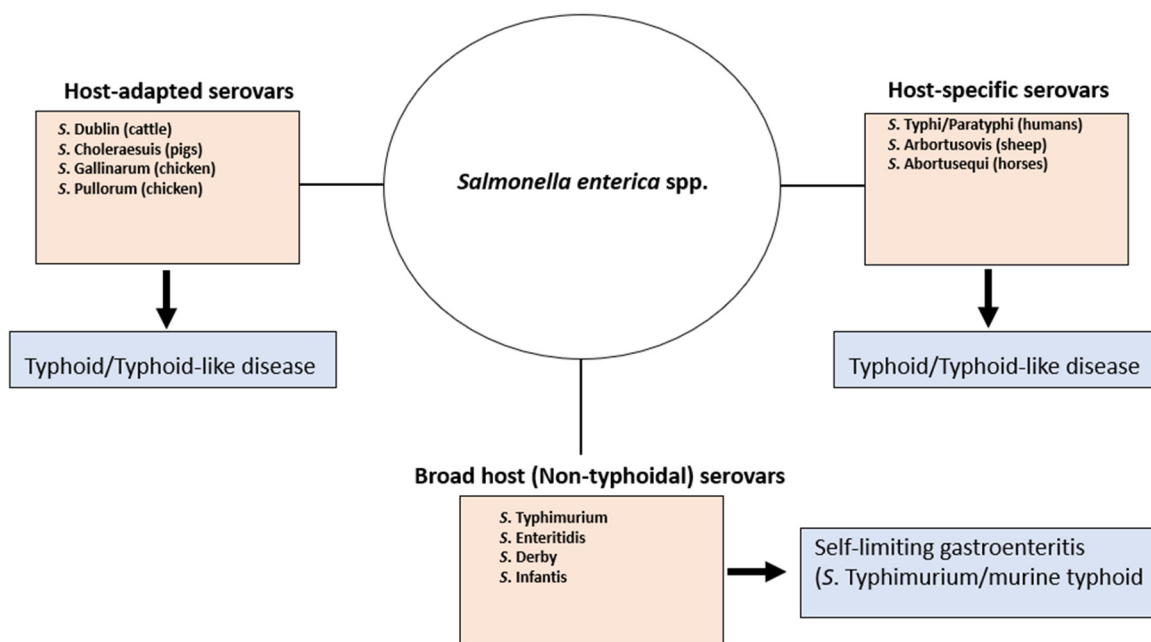 Host-adapted serovars
S. Dublin (cattle)
S. Choleraesuis (pigs)
S. Gallinarum (chicken)
S. Pullorum (chicken)
Typhoid/Typhoid-like disease
Salmonella enterica spp.
Host-specific serovars
S. Typhi/Paratyphi (humans)
S. Arbortusovis (sheep)
S. Abortusequi (horses)
Typhoid/Typhoid-like disease
Broad host (Non-typhoidal) serovars
S. Typhimurium
S. Enteritidis
S. Derby
S. Infantis
Self-limiting gastroenteritis
(S. Typhimurium/murine typhoid